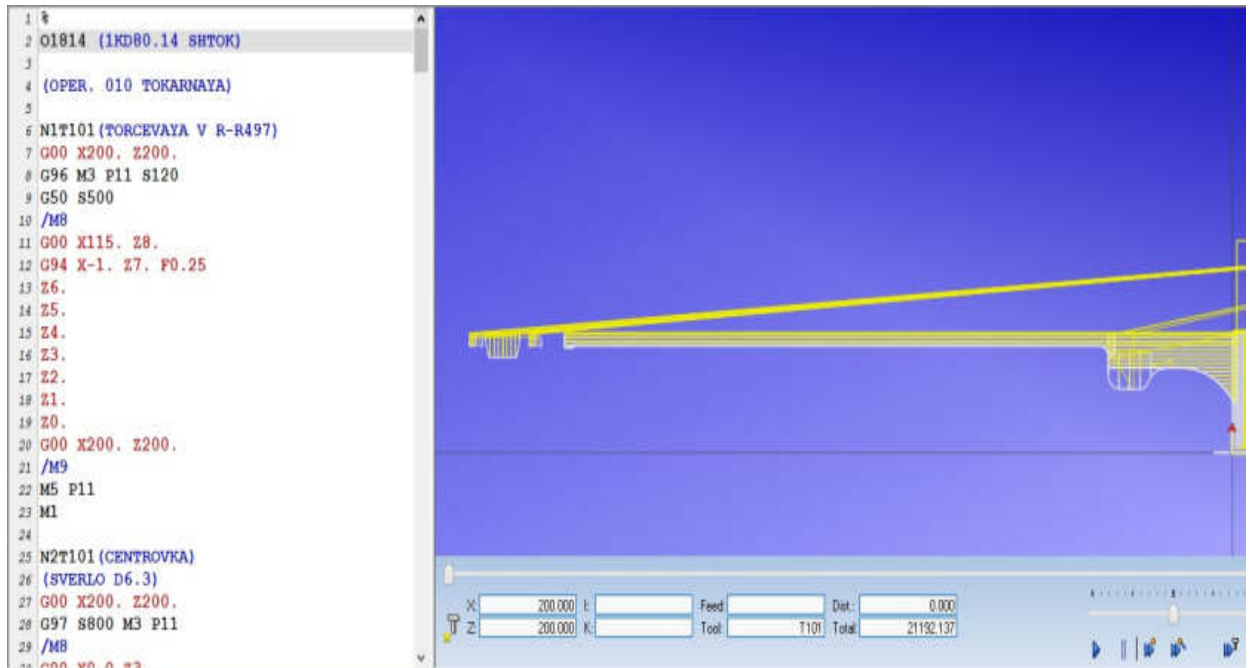 1 %
2 O1814 (1KD80.14 SHTOK)
3
4 (OPER. 010 TOKARNAYA)
5
6 N1T101(TORCEVAYA V R-R497)
7 G00 X200. Z200.
8 G96 M3 P11 S120
9 G50 S500
10 /M8
11 G00 X115. Z8.
12 G94 X-1. Z7. F0.25
13 Z6.
14 Z5.
15 Z4.
16 Z3.
17 Z2.
18 Z1.
19 Z0.
20 G00 X200. Z200.
21 /M9
22 M5 P11
23 M1
24
25 N2T101(CENTROVKA)
26 (SVERLO D6.3)
27 G00 X200. Z200.
28 G97 S800 M3 P11
29 /M8
X: 200.000 I: Feed: Dist.: 0.000
Z: 200.000 K: Tool: T101 Total: 21192.137